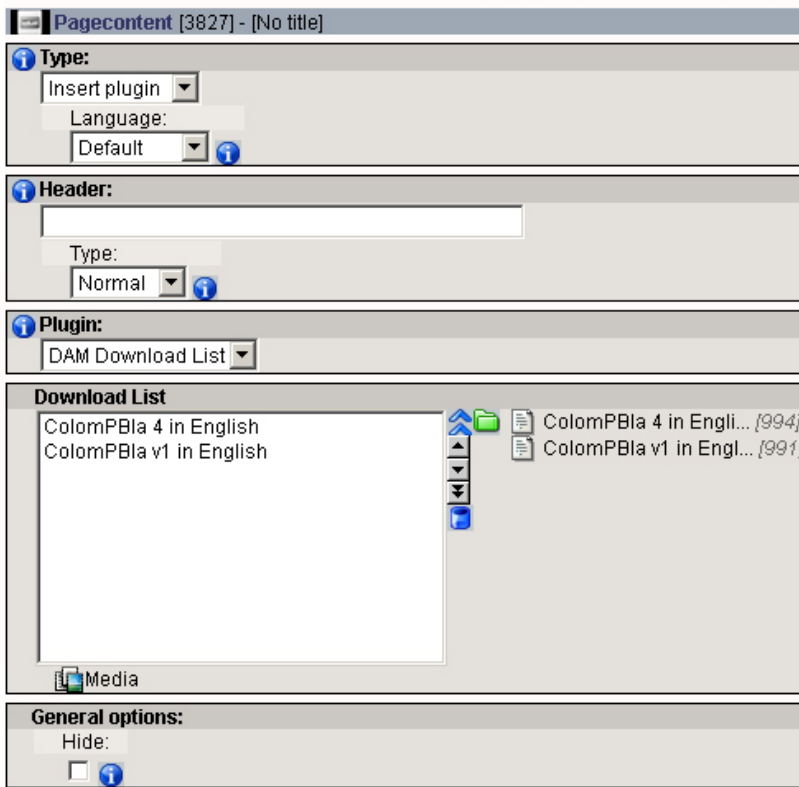 Pagecontent [3827] - [No title]
Type:
Insert plugin
Language:
Default
Header:
Type:
Normal
Plugin:
DAM Download List
Download List
ColomPBla 4 in English
ColomPBla v1 in English
ColomPBla 4 in Engli... [994]
ColomPBla v1 in Engl... [991]
Media
General options:
Hide: